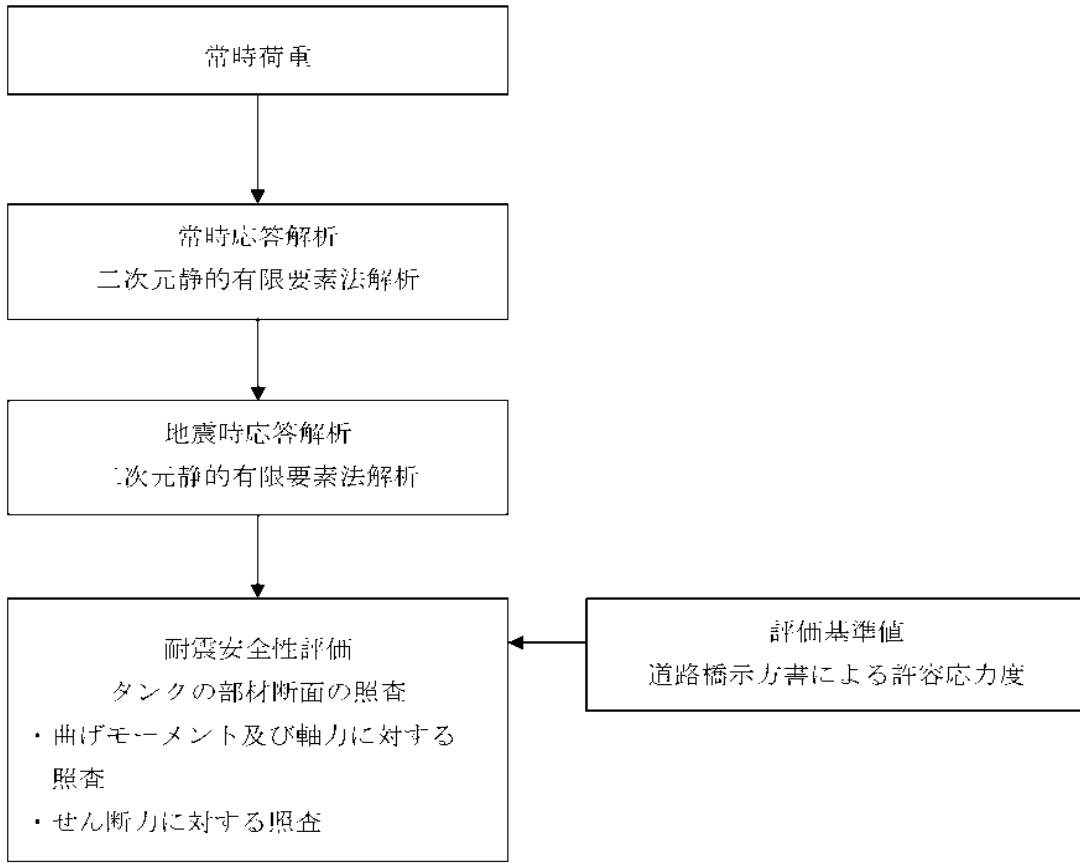 常時荷重
常時応答解析
二次元静的有限要素法解析
地震時応答解析
二次元静的有限要素法解析
耐震安全性評価
タンクの部材断面の照査
・曲げモーメント及び軸力に対する
照査
・せん断力に対する照査
評価基準値
道路橋示方書による許容応力度